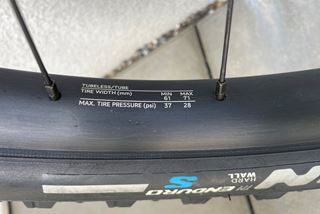 TUBELESS/TUBE MIN MAX
TIRE WIDTH (mm) 61 71
MAX. TIRE PRESSURE (psi) 37 28
HARD
WALL
ENDURO
S